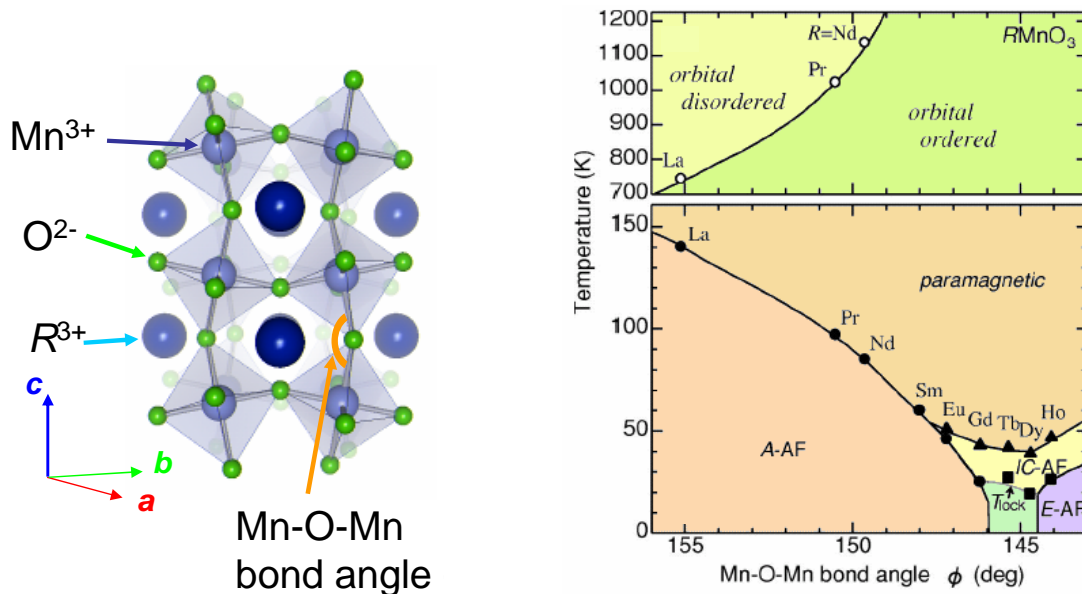 Mn3+
O2-
R3+
c
b
a
Mn-O-Mn
bond angle
Temperature (K)
1200
1100
1000
900
800
700
R=Nd
RMnO3
Pr
orbital
disordered
orbital
ordered
La
150
100
50
0
La
paramagnetic
Pr
Nd
Sm
Eu
Gd
Tb
Dy
Ho
A-AF
IC-AF
Tlock
E-AF
155
150
145
Mn-O-Mn bond angle ϕ (deg)